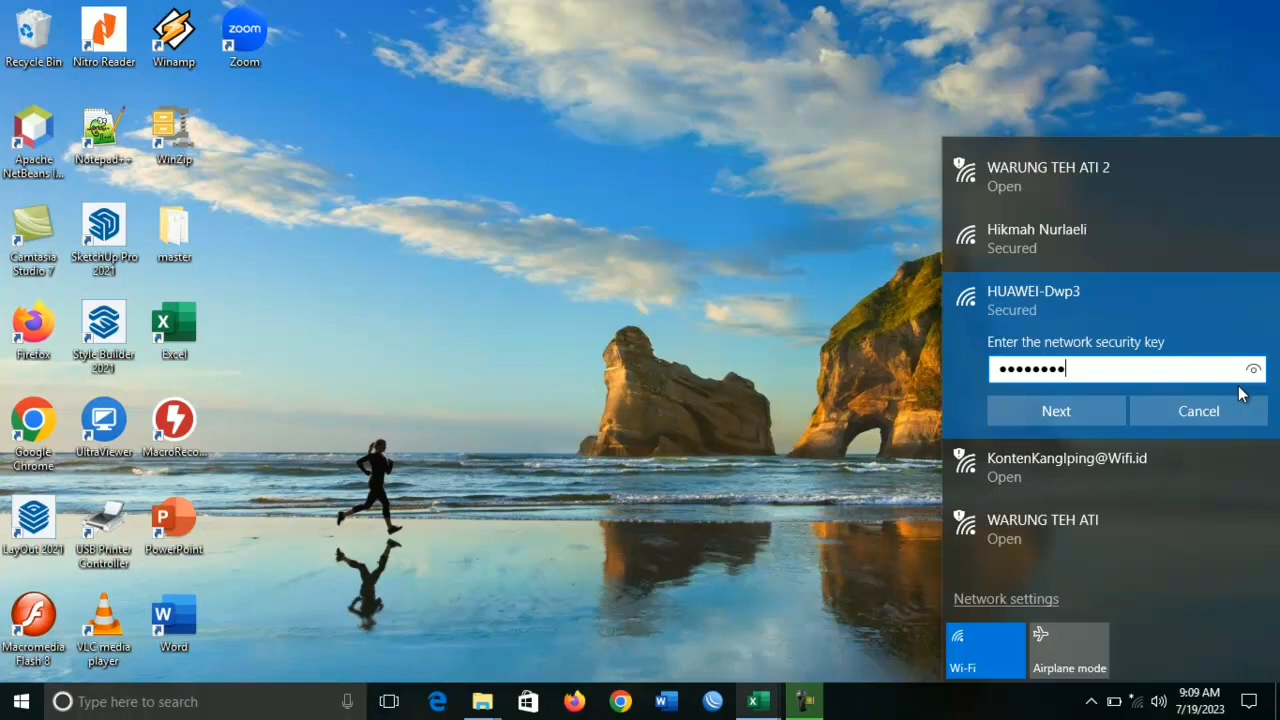 Recycle Bin
Nitro Reader
Winamp
zoom
Zoom
Apache
NetBeans I...
Notepad++
WinZip
Camtasia
Studio 7
SketchUp Pro
2021
master
Firefox
Style Builder
2021
Excel
Google
Chrome
UltraViewer
MacroReco...
LayOut 2021
USB Printer
Controller
PowerPoint
Macromedia
Flash 8
VLC media
player
Word
WARUNG TEH ATI 2
Open
Hikmah Nurlaeli
Secured
HUAWEI-Dwp3
Secured
Enter the network security key
●●●●●●●●
Next
Cancel
KontenKangIping@Wifi.id
Open
WARUNG TEH ATI
Open
Network settings
Wi-Fi
Airplane mode
Type here to search
9:09 AM
7/19/2023